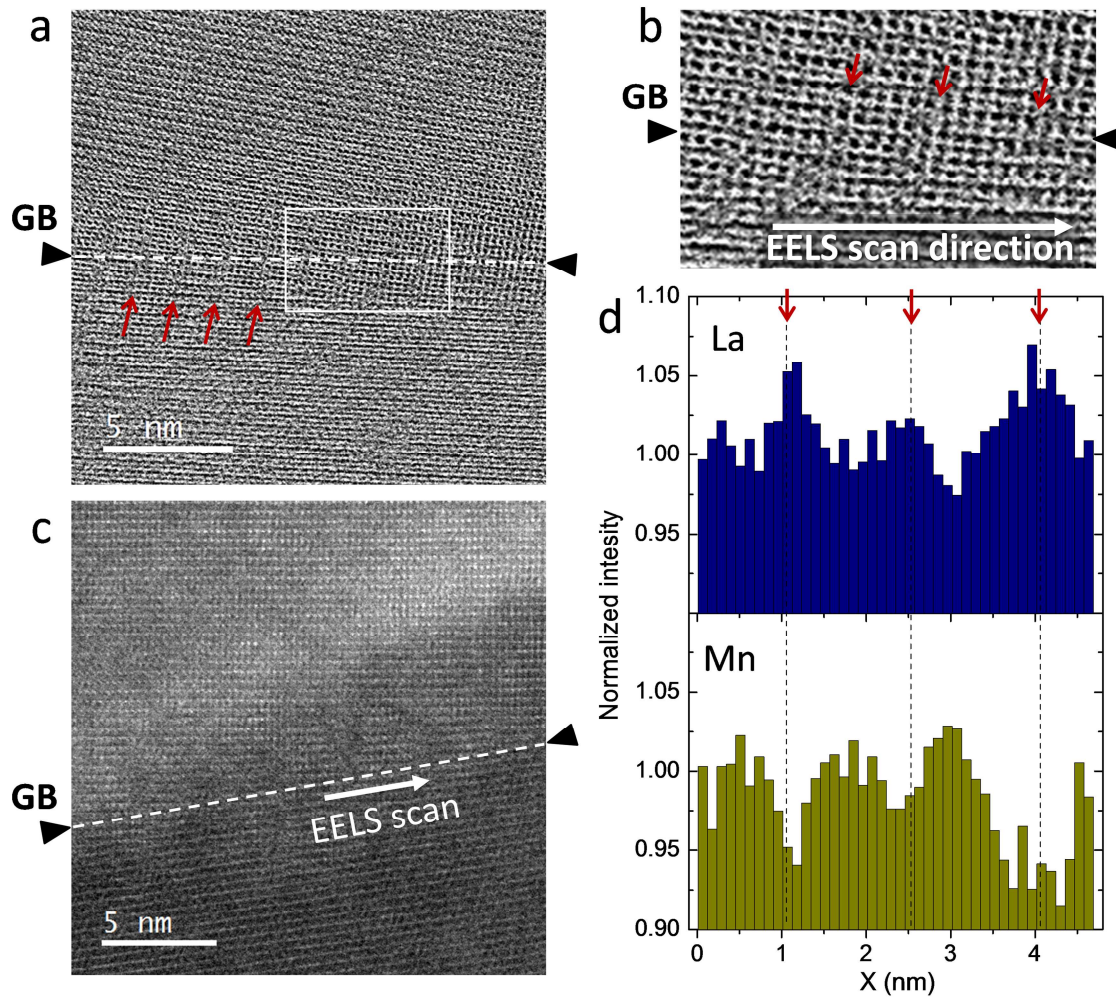 a
GB
5 nm
b
GB
EELS scan direction
c
GB
EELS scan
5 nm
d
La
Mn
Normalized intesity
1.10
1.05
1.00
0.95
1.05
1.00
0.95
0.90
0 1 2 3 4
X (nm)